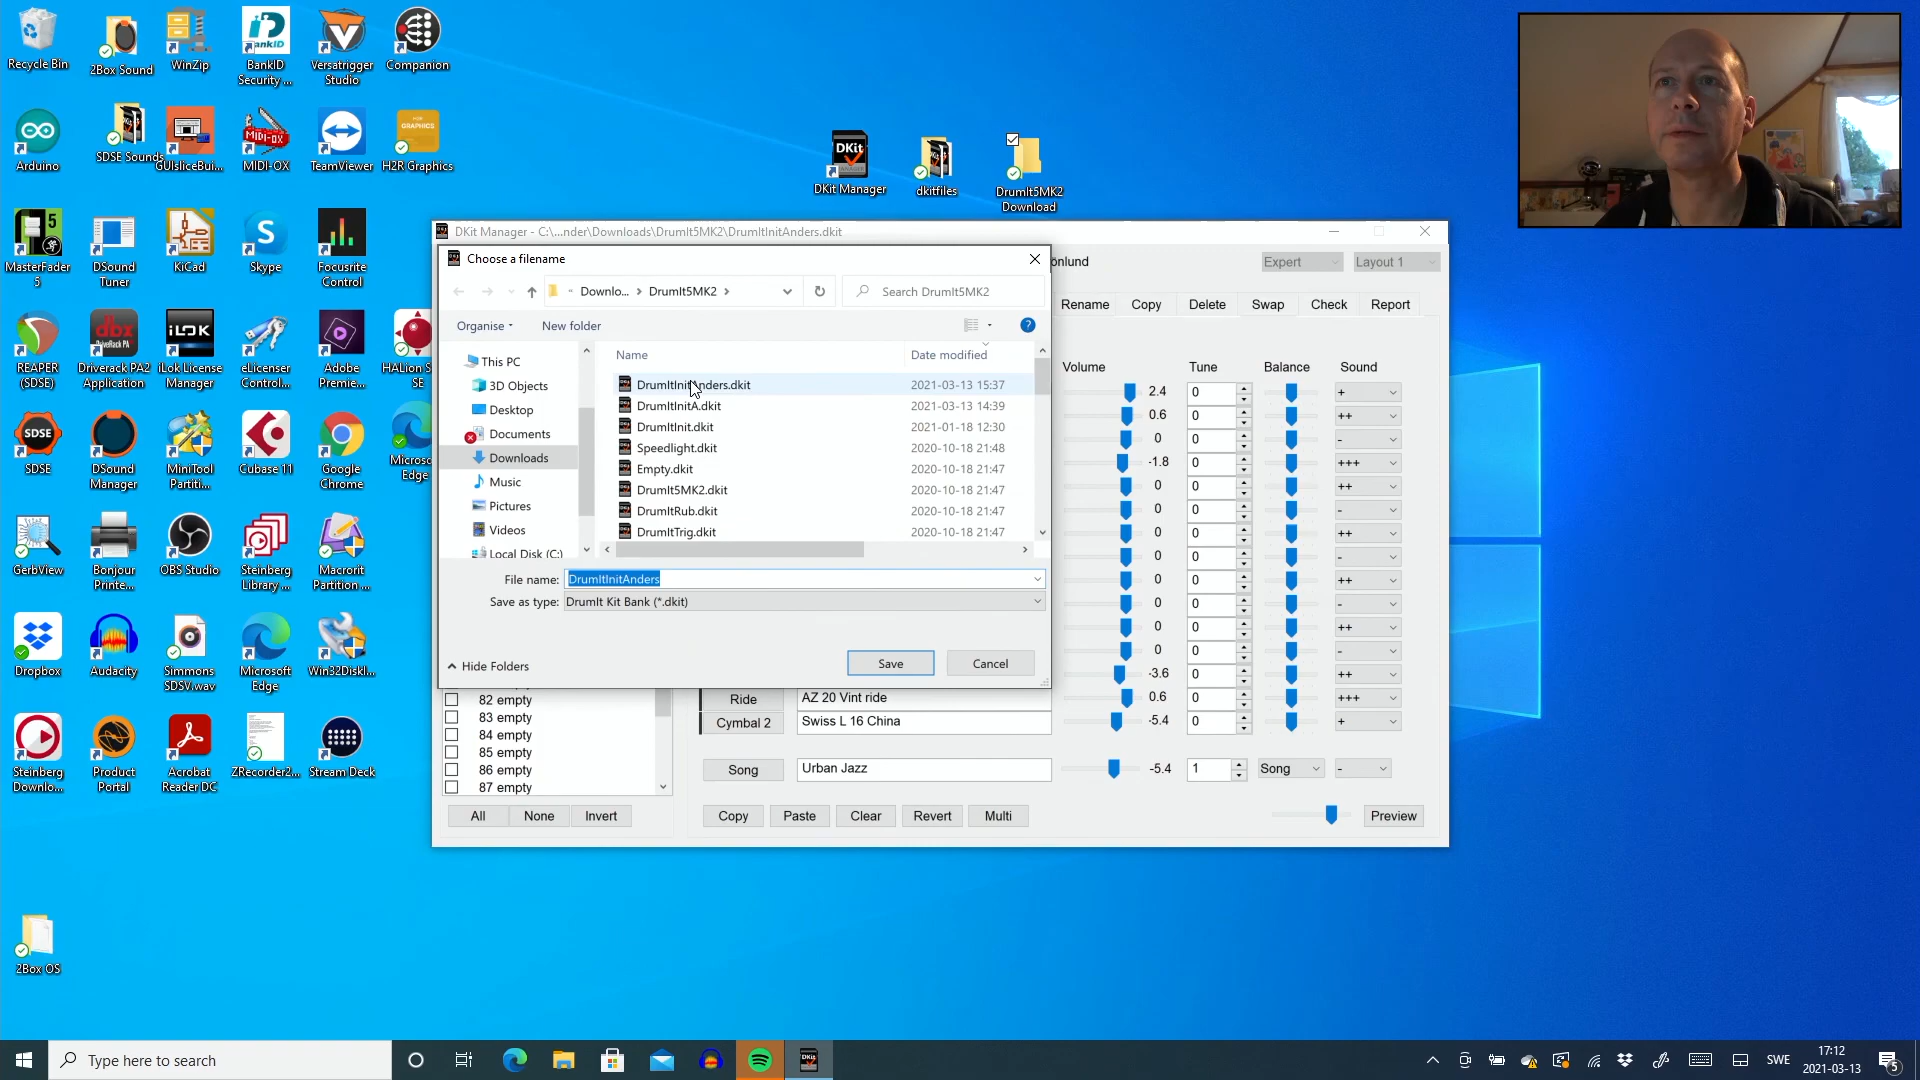 Recycle Bin
2Box Sound
WinZip
BankID
Security ...
Versatrigger
Studio
Companion
Arduino
SDSE Sounds
GUIsliceBui...
MIDI-OX
TeamViewer
H2R Graphics
DKit Manager
dkitfiles
DrumIt5MK2
Download
MasterFader
5
DSound
Tuner
KiCad
Skype
Focusrite
Control
REAPER
(SDSE)
Driverack PA2
Application
iLok License
Manager
eLicenser
Control...
Adobe
Premie...
HALion S
SE
SDSE
DSound
Manager
MiniTool
Partiti...
Cubase 11
Google
Chrome
Micros
Edge
GerbView
Bonjour
Printe...
OBS Studio
Steinberg
Library ...
Macrorit
Partition ...
Dropbox
Audacity
Simmons
SDSV.wav
Microsoft
Edge
Win32DiskI...
Steinberg
Downlo...
Product
Portal
Acrobat
Reader DC
ZRecorder2...
Stream Deck
2Box OS
DKit Manager - C:\...nder\Downloads\DrumIt5MK2\DrumItInitAnders.dkit
önlund
Expert
Layout 1
Rename
Copy
Delete
Swap
Check
Report
Choose a filename
Downlo... > DrumIt5MK2 >
Search DrumIt5MK2
Organise
New folder
Name
Date modified
This PC
3D Objects
Desktop
Documents
Downloads
Music
Pictures
Videos
Local Disk (C:)
DrumItInitAnders.dkit 2021-03-13 15:37
DrumItInitA.dkit 2021-03-13 14:39
DrumItInit.dkit 2021-01-18 12:30
Speedlight.dkit 2020-10-18 21:48
Empty.dkit 2020-10-18 21:47
DrumIt5MK2.dkit 2020-10-18 21:47
DrumItRub.dkit 2020-10-18 21:47
DrumItTrig.dkit 2020-10-18 21:47
File name: DrumItInitAnders
Save as type: DrumIt Kit Bank (*.dkit)
Hide Folders
Save
Cancel
Volume Tune Balance Sound
2.4 0 +
0.6 0 ++
0 0 -
-1.8 0 +++
0 0 ++
0 0 -
0 0 ++
0 0 -
0 0 ++
0 0 -
0 0 ++
0 0 -
-3.6 0 ++
Ride AZ 20 Vint ride 0.6 0 +++
Cymbal 2 Swiss L 16 China -5.4 0 +
Song Urban Jazz -5.4 1 Song -
82 empty
83 empty
84 empty
85 empty
86 empty
87 empty
All
None
Invert
Copy
Paste
Clear
Revert
Multi
Preview
Type here to search
SWE
17:12
2021-03-13
5